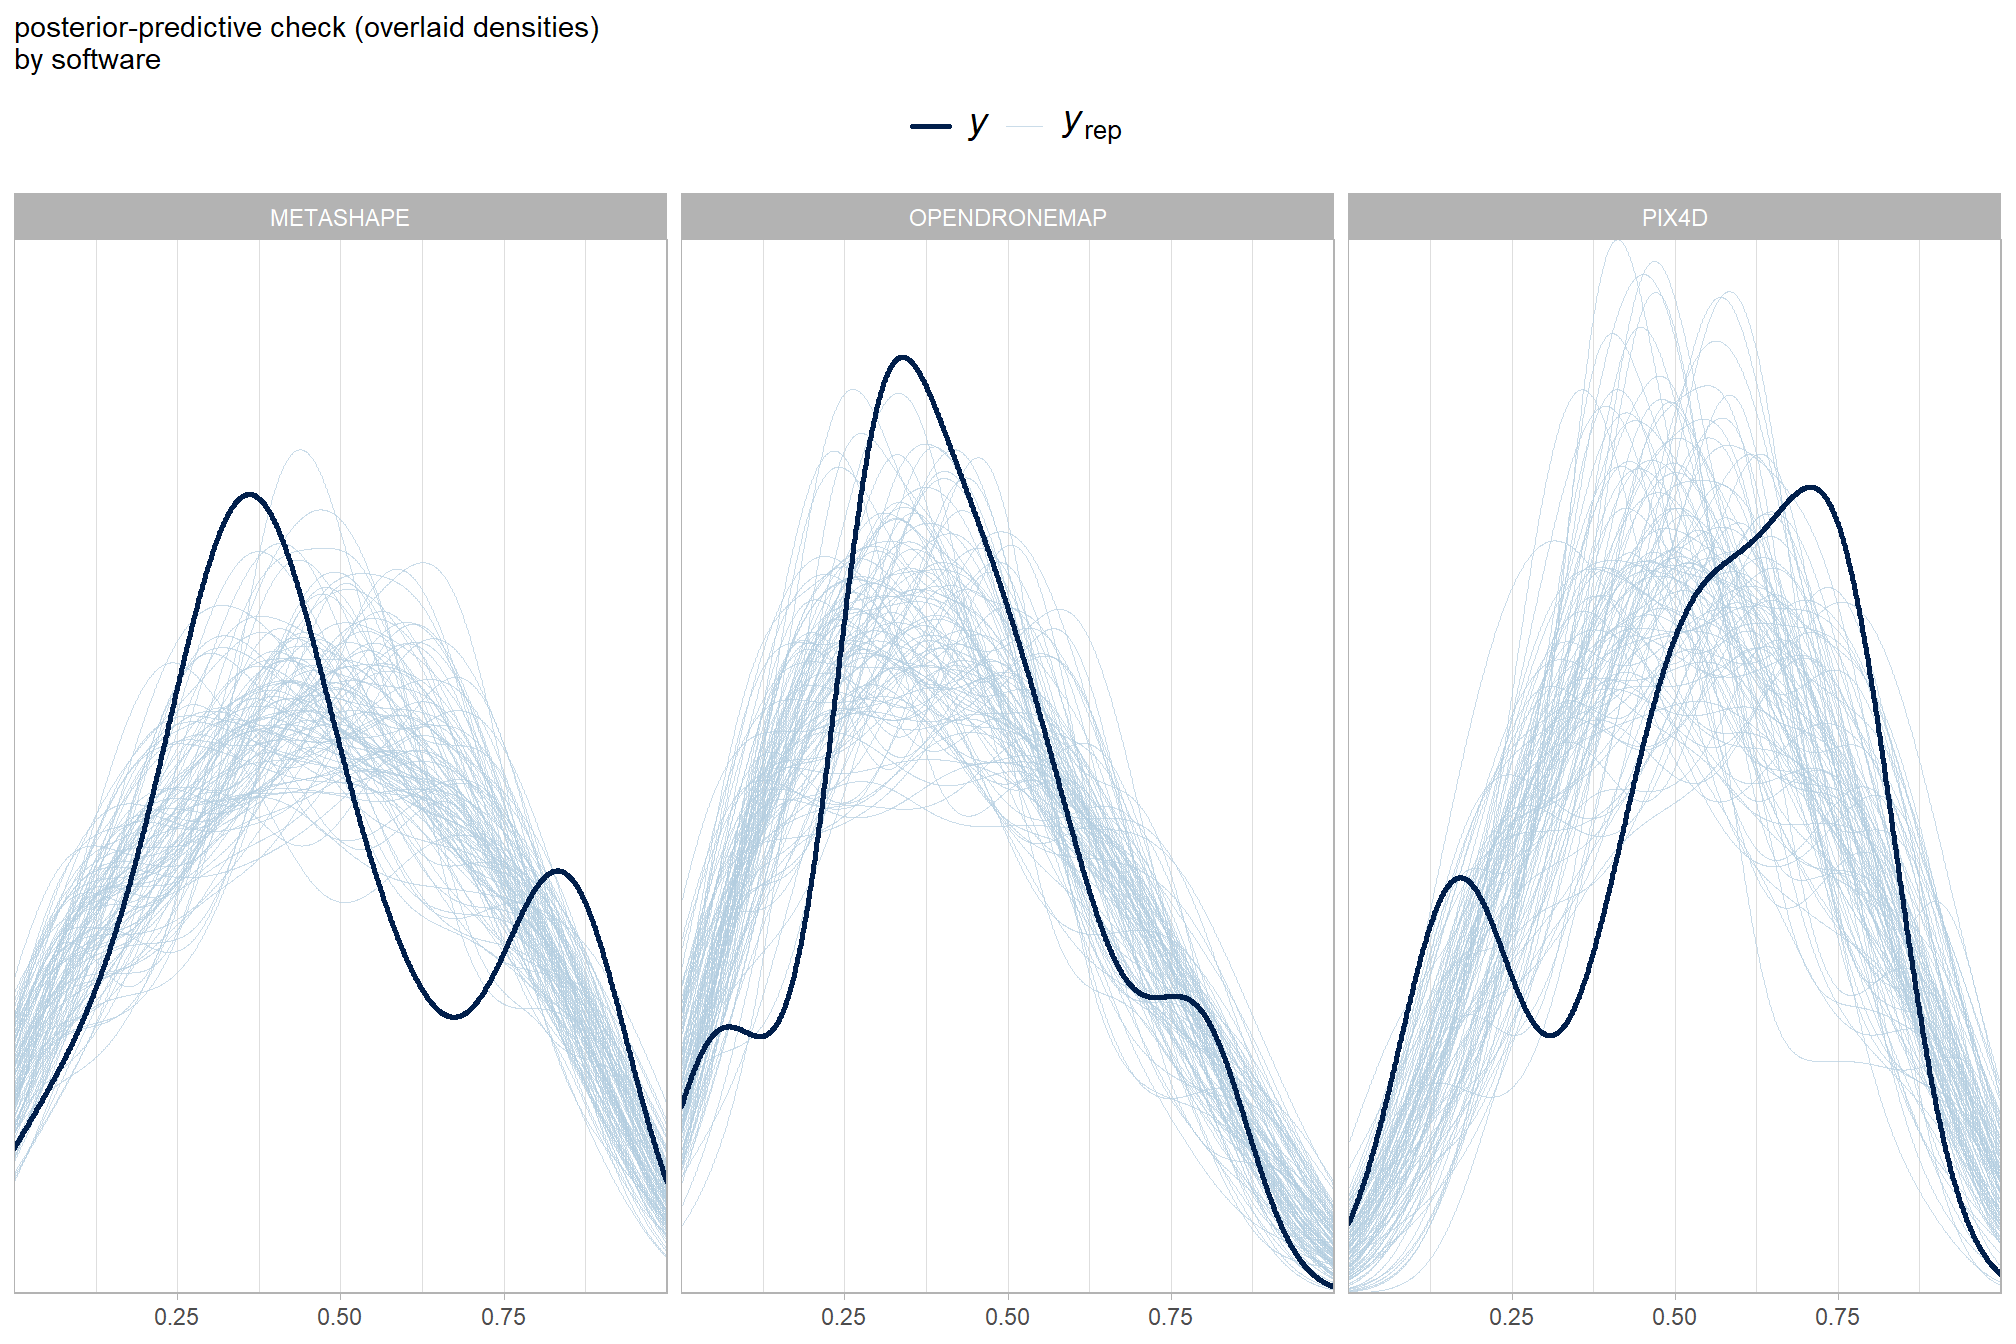 posterior-predictive check (overlaid densities)
by software
y y rep
METASHAPE OPENDRONEMAP PIX4D
0.25 0.50 0.75 0.25 0.50 0.75 0.25 0.50 0.75